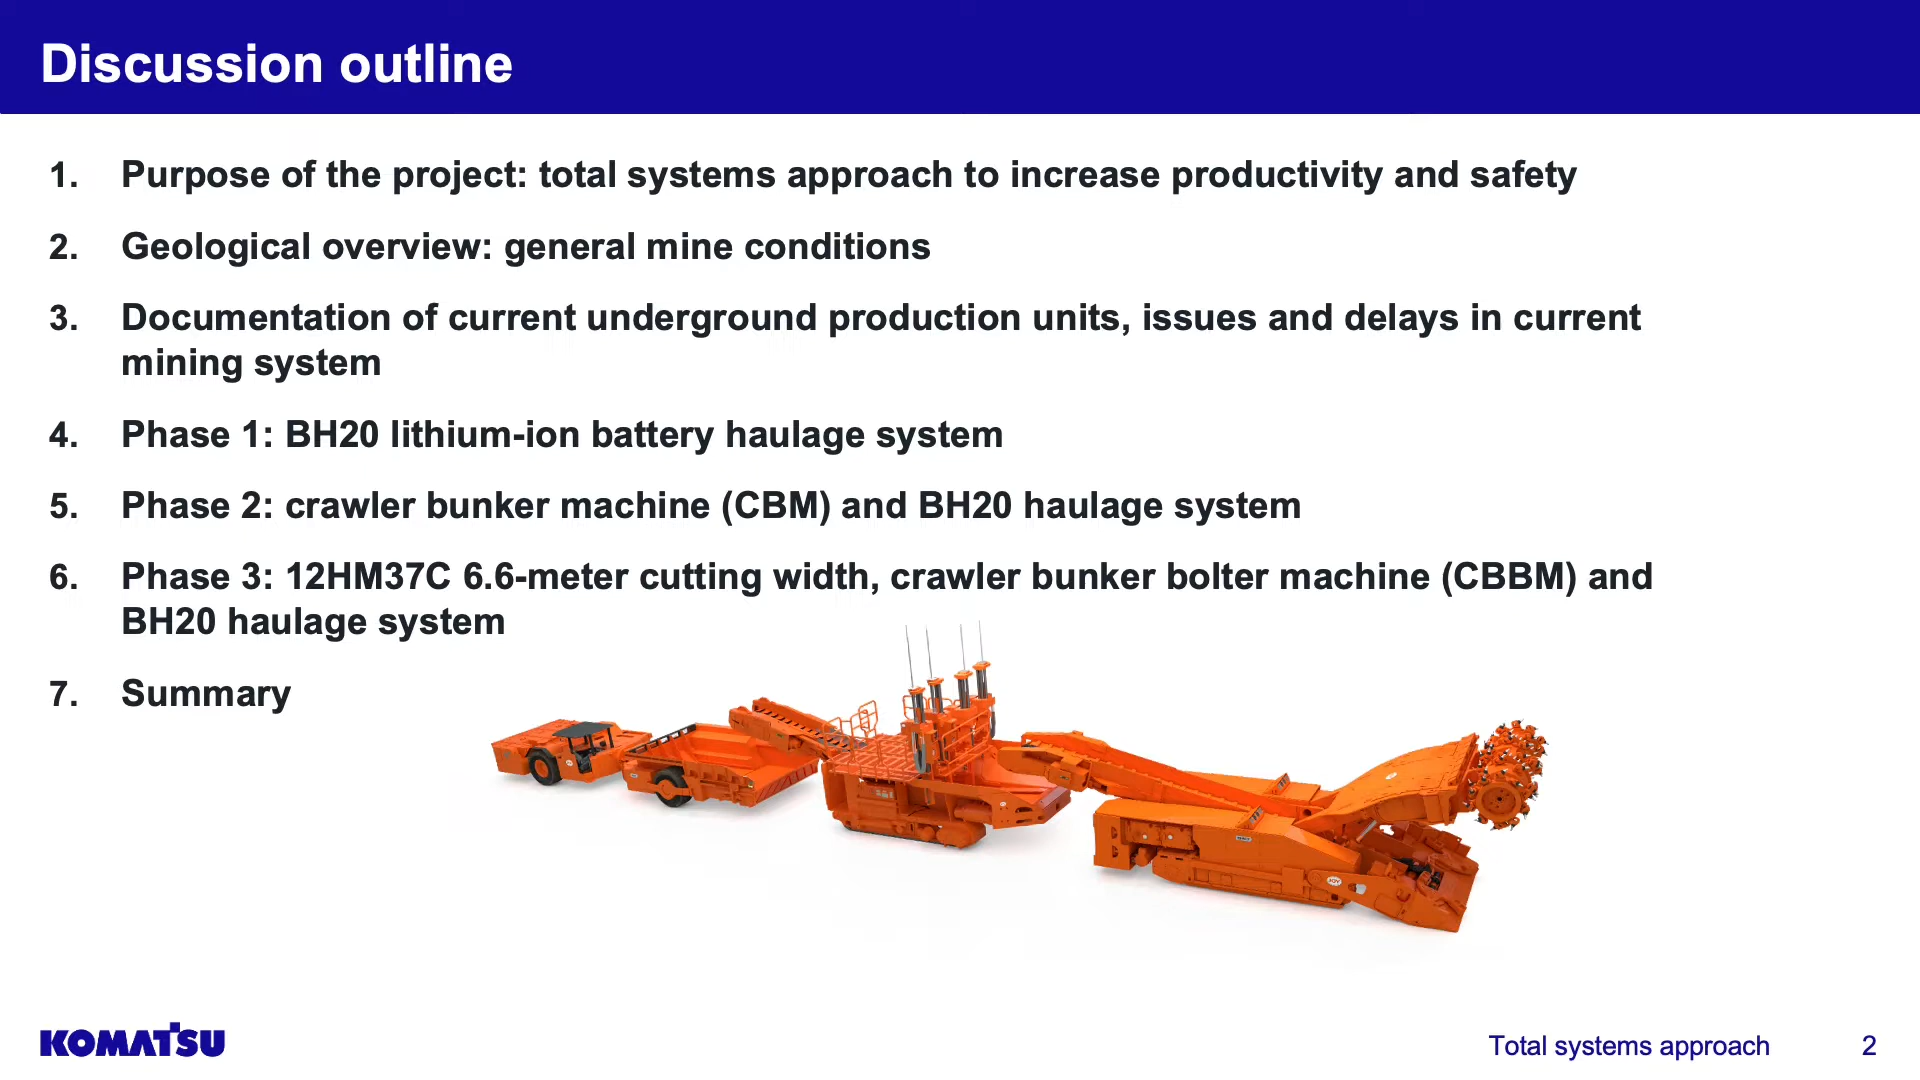 Discussion outline
1. Purpose of the project: total systems approach to increase productivity and safety
2. Geological overview: general mine conditions
3. Documentation of current underground production units, issues and delays in current
mining system
4. Phase 1: BH20 lithium-ion battery haulage system
5. Phase 2: crawler bunker machine (CBM) and BH20 haulage system
6. Phase 3: 12HM37C 6.6-meter cutting width, crawler bunker bolter machine (CBBM) and
BH20 haulage system
7. Summary
JOY
KOMATSU
Total systems approach 2